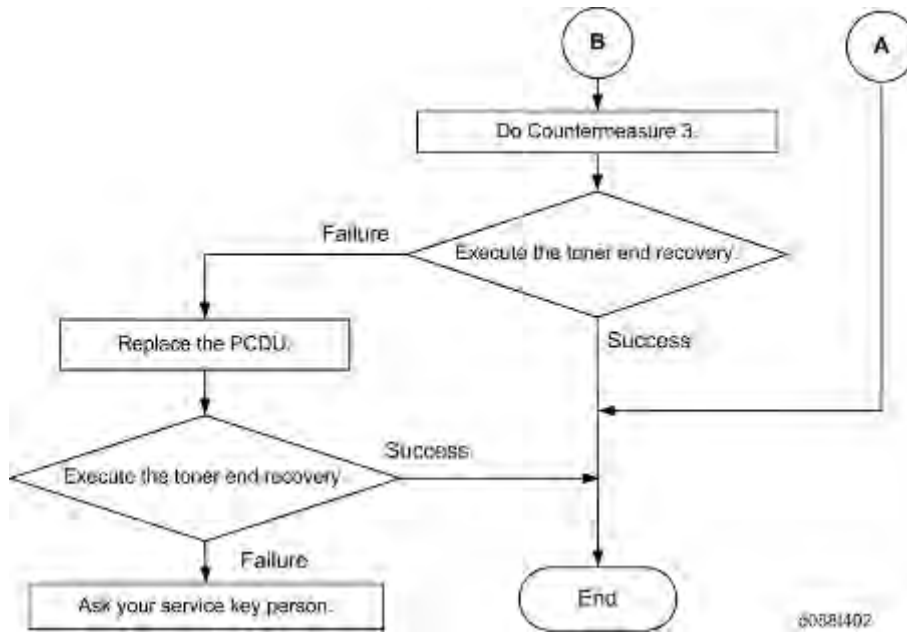 B
A
Do Countermeasure 3.
Failure
Execute the toner end recovery.
Replace the PCDU.
Success
Success
Execute the toner end recovery.
Failure
Ask your service key person.
End
d088l402